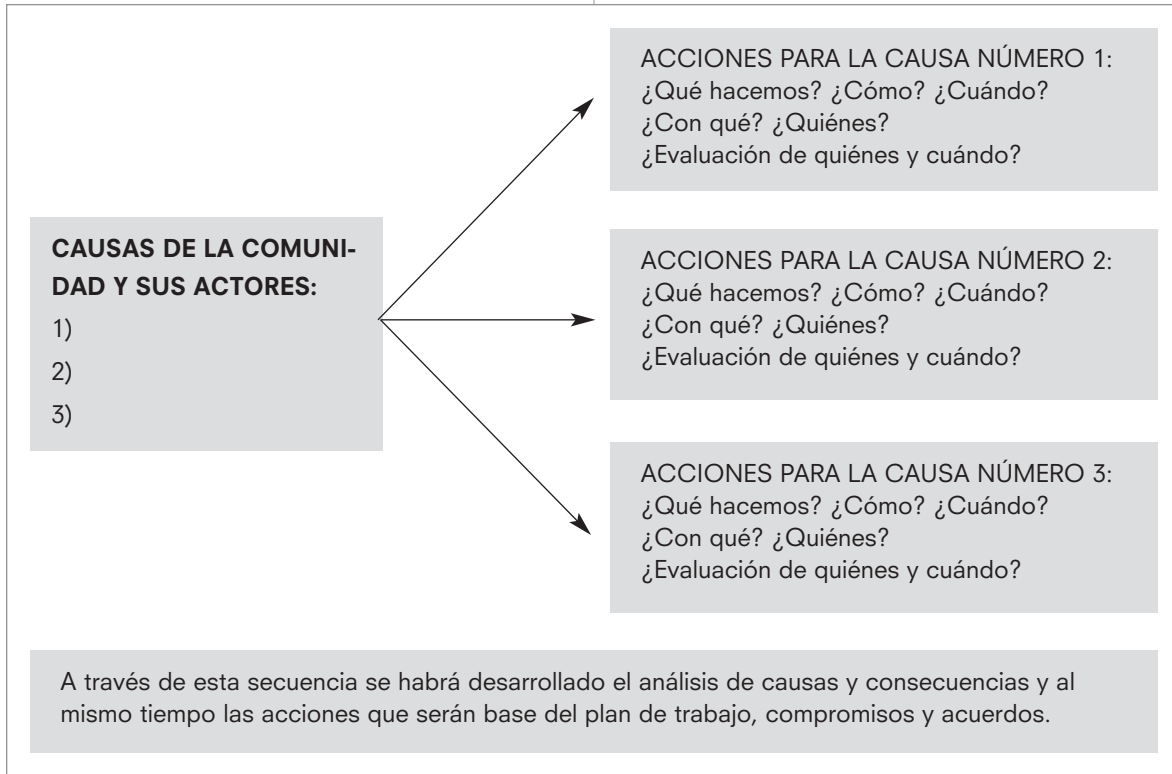 CAUSAS DE LA COMUNI-
DAD Y SUS ACTORES:
1)
2)
3)
ACCIONES PARA LA CAUSA NÚMERO 1:
¿Qué hacemos? ¿Cómo? ¿Cuándo?
¿Con qué? ¿Quiénes?
¿Evaluación de quiénes y cuándo?
ACCIONES PARA LA CAUSA NÚMERO 2:
¿Qué hacemos? ¿Cómo? ¿Cuándo?
¿Con qué? ¿Quiénes?
¿Evaluación de quiénes y cuándo?
ACCIONES PARA LA CAUSA NÚMERO 3:
¿Qué hacemos? ¿Cómo? ¿Cuándo?
¿Con qué? ¿Quiénes?
¿Evaluación de quiénes y cuándo?
A través de esta secuencia se habrá desarrollado el análisis de causas y consecuencias y al
mismo tiempo las acciones que serán base del plan de trabajo, compromisos y acuerdos.